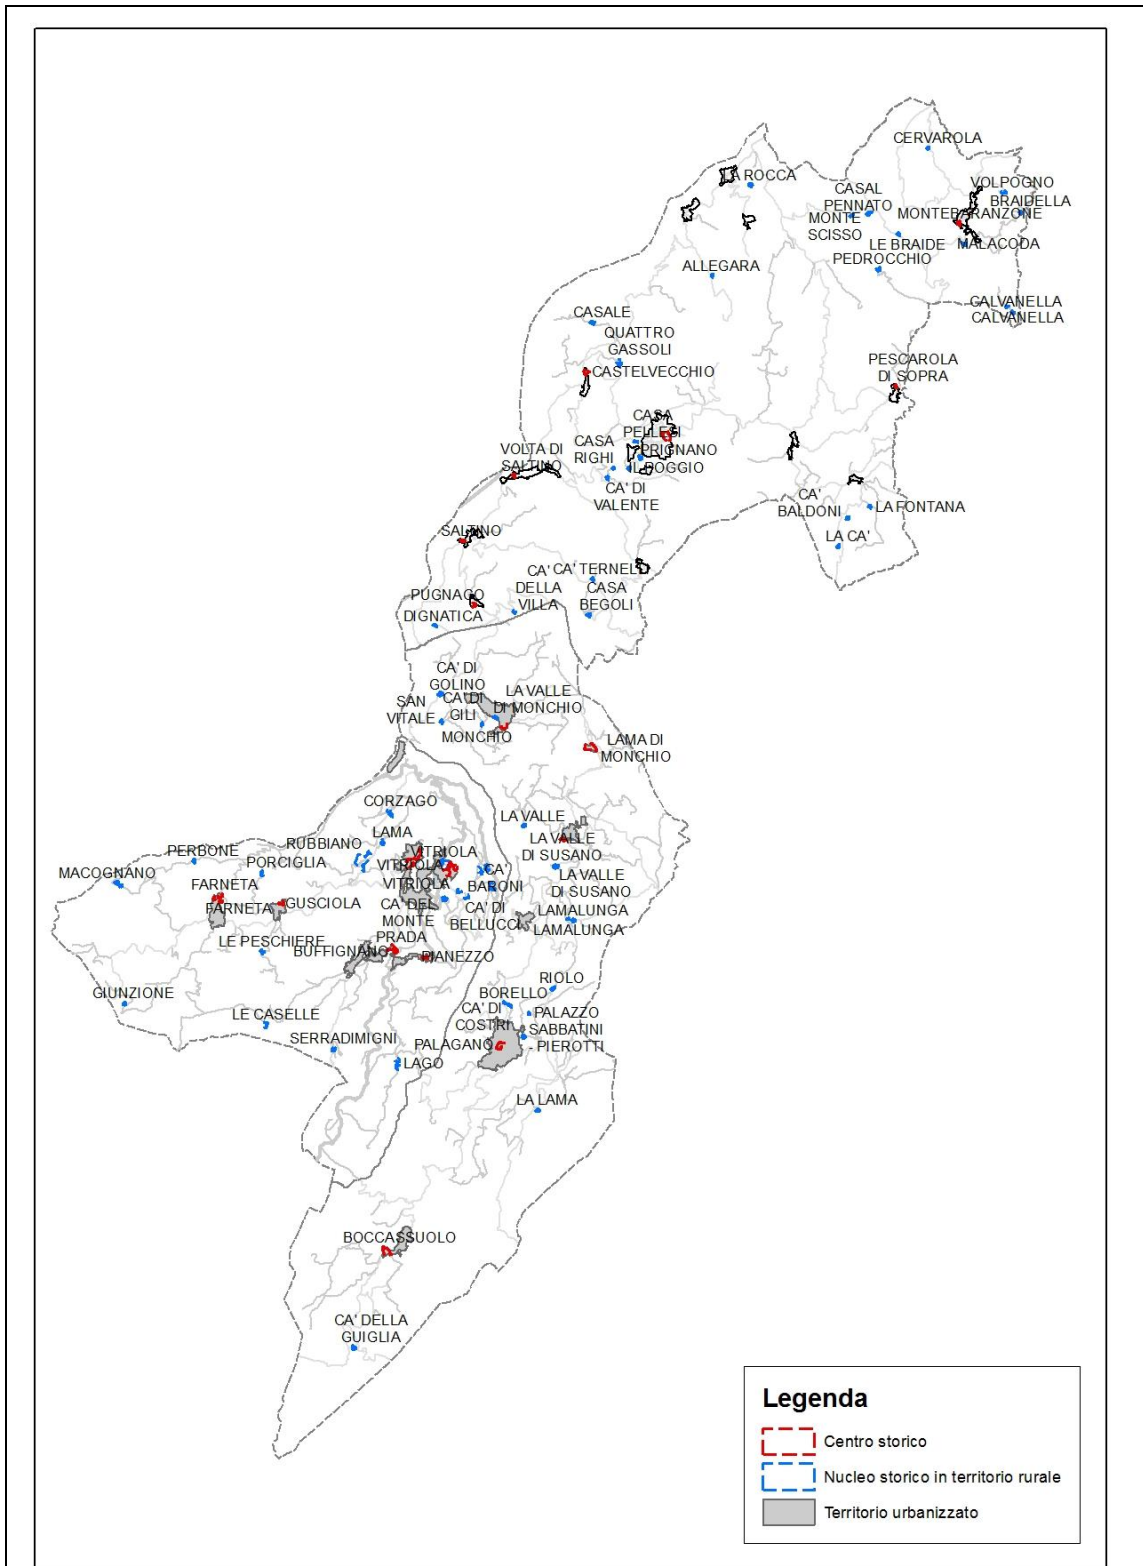 CERVAROLA
A ROCCA
CASAL
PENNATO
VOLPOGNO
BRAIDELLA
MONTE
SCISSO
MONTEBARANZONE
LE BRAIDE
MALACODA
PEDROCCHIO
ALLEGARA
GALVANELLA
CALVANELLA
CASALE
QUATTRO
GASSOLI
CASTELVECCHIO
PESCAROLA
DI SOPRA
CASA
PELLESI
PRIGNANO
CASA
RIGHI
IL POGGIO
VOLTA DI
SALTINO
CA' DI
VALENTE
CA'
BALDONI
LA FONTANA
LA CA'
SALTINO
CA'
DELLA
VILLA
CA' TERNELI
CASA
BEGOLI
PUGNAGO
DIGNATICA
CA' DI
GOLINO
CA' DI
GILI
LA VALLE
DI MONCHIO
SAN
VITALE
MONCHIO
LAMA DI
MONCHIO
CORZAGO
LA VALLE
LAMA
RUBBIANO
LA VALLE
DI SUSANO
PERBONE
PORCIGLIA
VITRIOLA
VITRIOLA
VITRIOLA
CA'
BARONI
LA VALLE
DI SUSANO
MACOGNANO
FARNETA
FARNETA
GUSCIOLA
CA' DEL
MONTE
CA' DI
BELLUCCI
LAMALUNGA
LAMALUNGA
PRADA
LE PESCHIERE
BUFFIGNANO
PIANEZZO
GIUNZIONE
RIOLO
BORELLO
LE CASELLE
CA' DI
COSTRI
PALAZZO
SABBATINI
- PIEROTTI
SERRADIMIGNI
PALAGANO
LAGO
LA LAMA
BOCCASSUOLO
CA' DELLA
GUIGLIA
Legenda
Centro storico
Nucleo storico in territorio rurale
Territorio urbanizzato